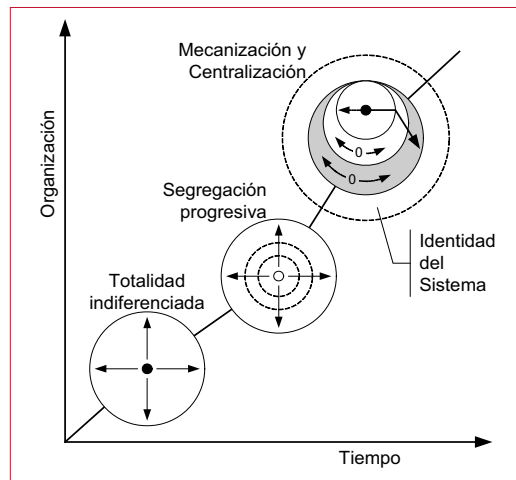 Mecanización y
Centralización
Organización
0
0
Segregación
progresiva
Identidad
del
Sistema
Totalidad
indiferenciada
Tiempo